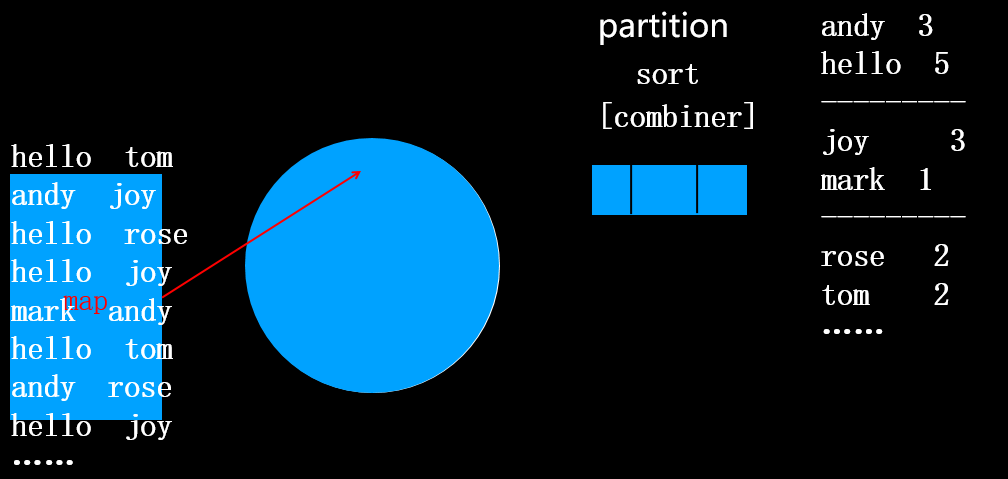 hello tom
andy joy
hello rose
hello joy
map
mark andy
hello tom
andy rose
hello joy
……
partition
sort
[combiner]
andy 3
hello 5
---------
joy 3
mark 1
---------
rose 2
tom 2
……